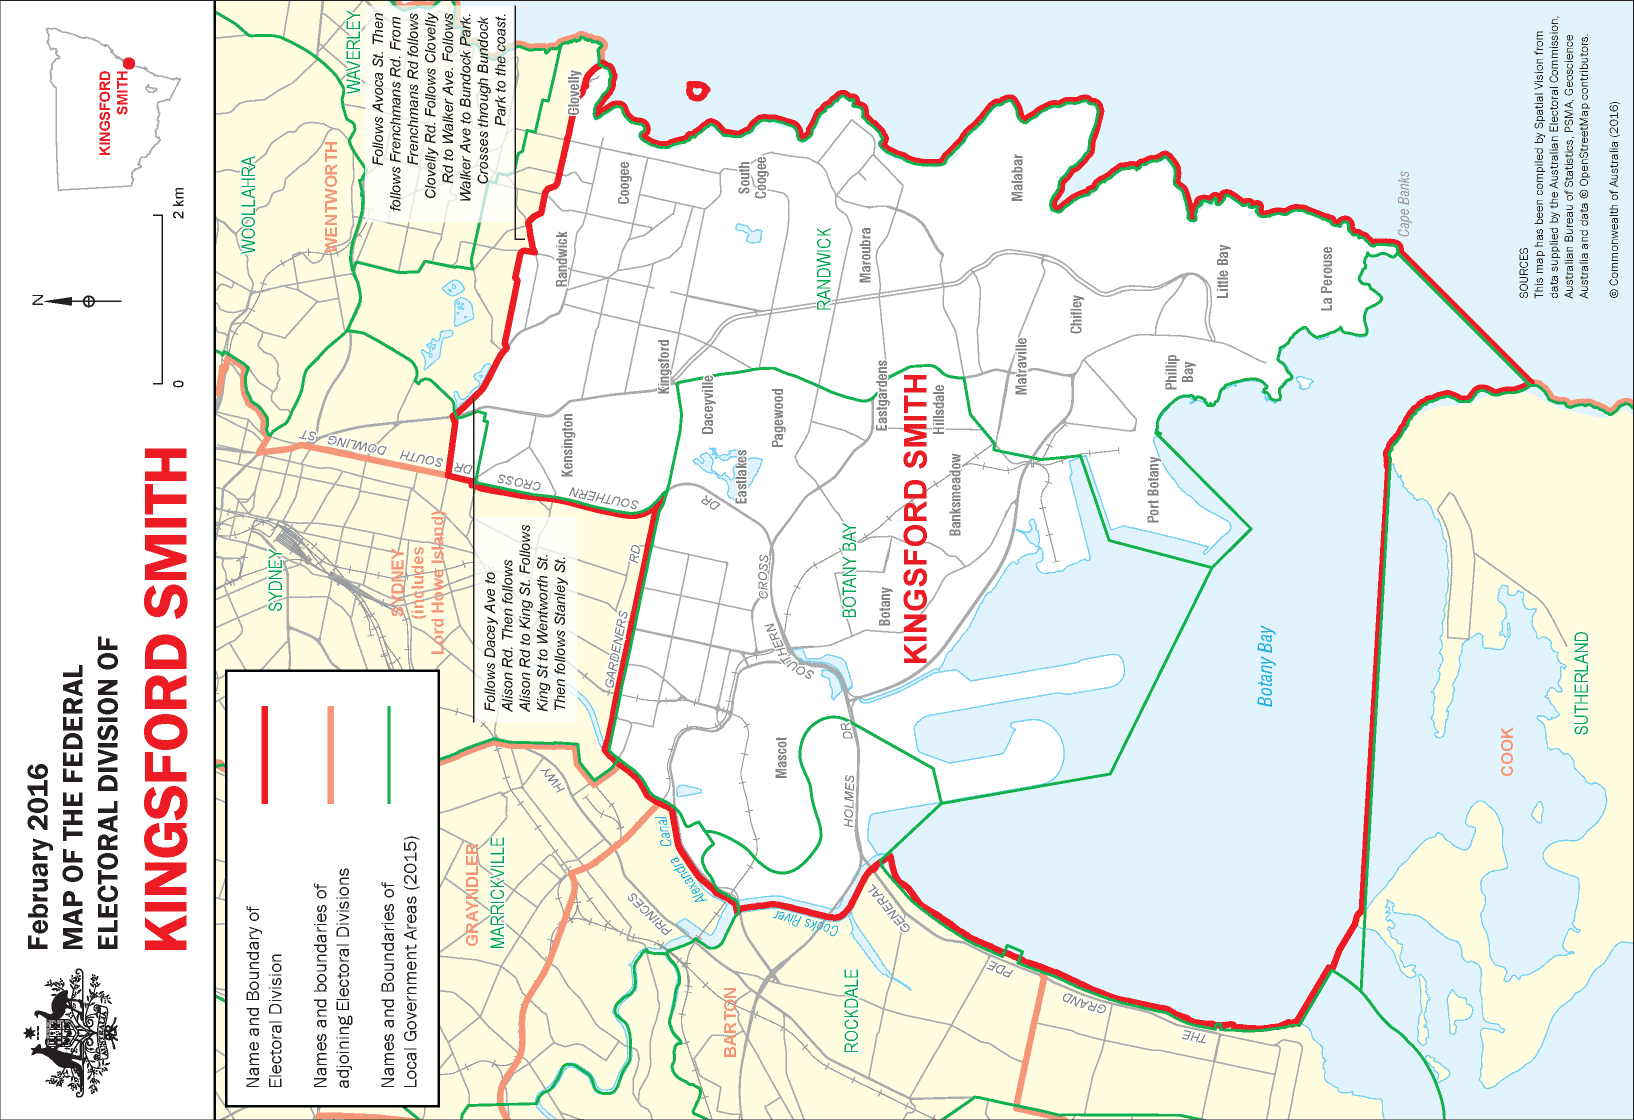 February 2016
MAP OF THE FEDERAL
ELECTORAL DIVISION OF
KINGSFORD SMITH
N
0
2 km
KINGSFORD
SMITH
Name and Boundary of
Electoral Division
Names and boundaries of
adjoining Electoral Divisions
Names and Boundaries of
Local Government Areas (2015)
WOOLLAHRA
WAVERLEY
WENTWORTH
SYDNEY
SYDNEY
(includes
Lord Howe Island)
DOWLING ST
SOUTH
DR
Follows Avoca St. Then
follows Frenchmans Rd. From
Frenchmans Rd follows
Clovelly Rd. Follows Clovelly
Rd to Walker Ave. Follows
Walker Ave to Bundock Park.
Crosses through Bundock
Park to the coast.
Follows Dacey Ave to
Alison Rd. Then follows
Alison Rd to King St. Follows
King St to Wentworth St.
Then follows Stanley St.
Clovelly
Randwick
Coogee
Kensington
SOUTHERN
CROSS
DR
Kingsford
South
Coogee
GARDENERS
RD
Daceyville
Pagewood
Eastlakes
RANDWICK
Maroubra
SOUTHERN
CROSS
Mascot
HWY
GRAYNDLER
MARRICKVILLE
PRINCES
Alexandra
Canal
Cooks River
BOTANY BAY
Botany
Eastgardens
Hillsdale
KINGSFORD SMITH
Banksmeadow
Malabar
Matraville
Chifley
Port Botany
Phillip
Bay
Little Bay
La Perouse
Cape Banks
GENERAL
HOLMES
DR
BARTON
ROCKDALE
THE
GRAND
PDE
Botany Bay
COOK
SUTHERLAND
SOURCES
This map has been compiled by Spatial Vision from
data supplied by the Australian Electoral Commission,
Australian Bureau of Statistics, PSMA, Geoscience
Australia and data © OpenStreetMap contributors.
© Commonwealth of Australia (2016)